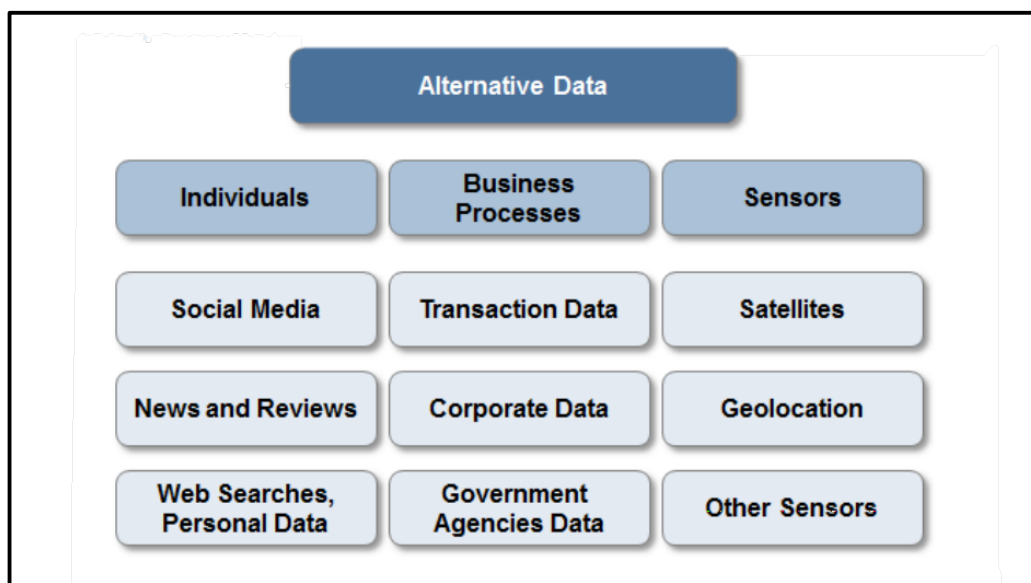 Alternative Data
Individuals
Business
Processes
Sensors
Social Media
Transaction Data
Satellites
News and Reviews
Corporate Data
Geolocation
Web Searches,
Personal Data
Government
Agencies Data
Other Sensors